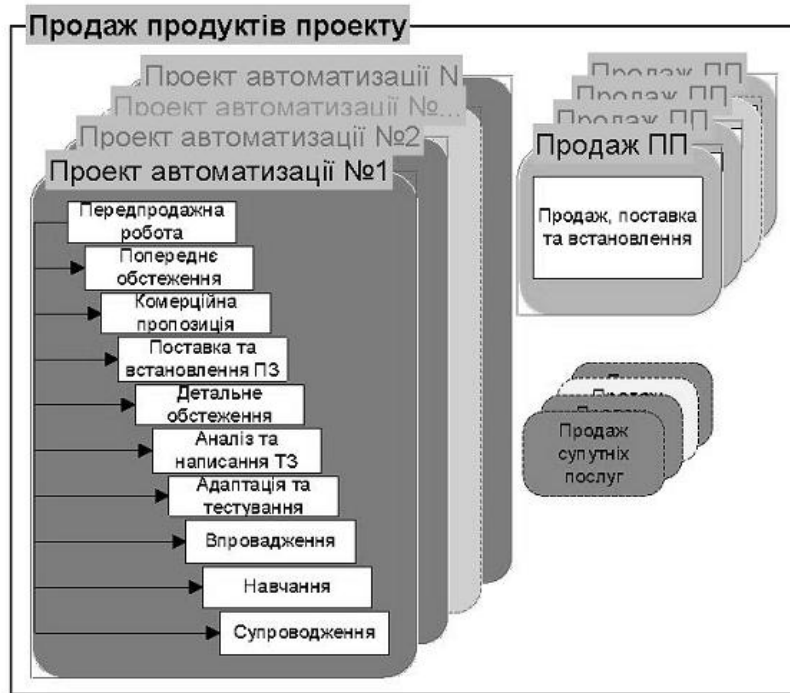 Продаж продуктів проекту
Проект автоматизації N
Проект автоматизації №...
Проект автоматизації №2
Проект автоматизації №1
Передпродажна
робота
Попереднє
обстеження
Комерційна
пропозиція
Поставка та
встановлення ПЗ
Детальне
обстеження
Аналіз та
написання ТЗ
Адаптація та
тестування
Впровадження
Навчання
Супроводження
Продаж ПП
Продаж ПП
Продаж ПП
Продаж ПП
Продаж, поставка
та встановлення
Продаж
супутніх
послуг